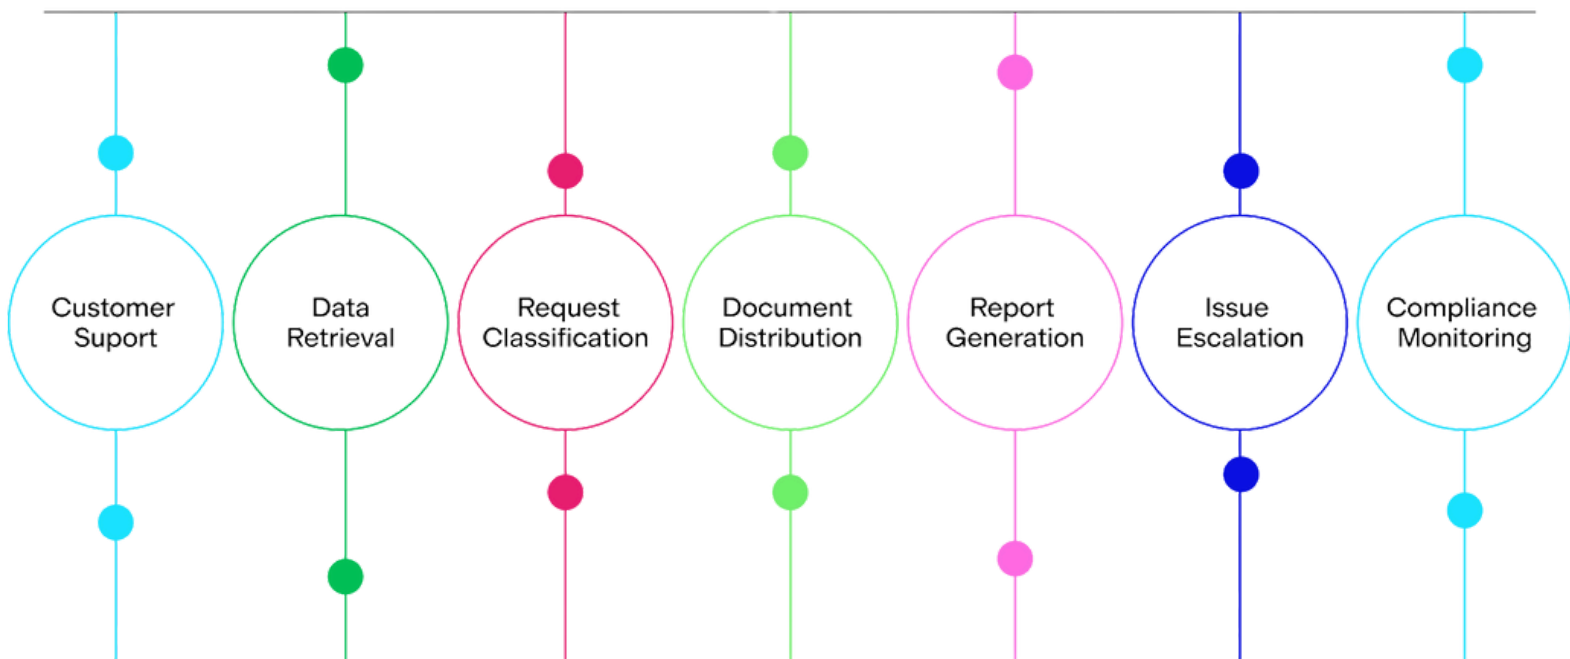 Customer
Suport
Data
Retrieval
Request
Classification
Document
Distribution
Report
Generation
Issue
Escalation
Compliance
Monitoring